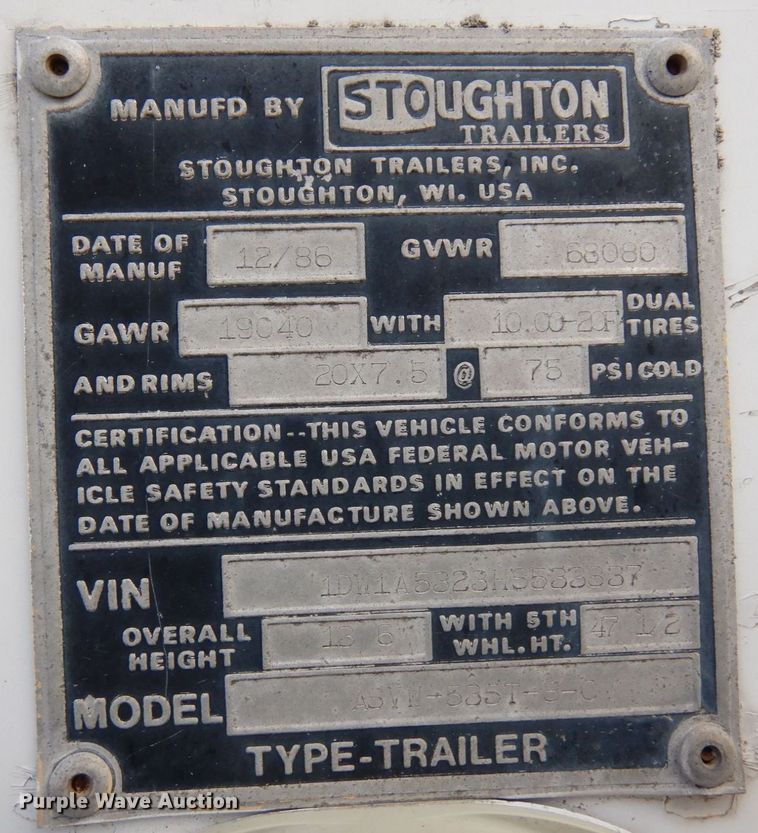 MANUFD BY STOUGHTON
TRAILERS
STOUGHTON TRAILERS, INC.
STOUGHTON, WI. USA
DATE OF MANUF 12/86 GVWR 68080
GAWR 19040 WITH 10.00-20F DUAL TIRES
AND RIMS 20X7.5 @ 75 PSI COLD
CERTIFICATION--THIS VEHICLE CONFORMS TO
ALL APPLICABLE USA FEDERAL MOTOR VEH-
ICLE SAFETY STANDARDS IN EFFECT ON THE
DATE OF MANUFACTURE SHOWN ABOVE.
VIN
OVERALL HEIGHT 13 6 WITH 5TH WHL. HT. 47 1/2
MODEL
TYPE-TRAILER
Purple Wave Auction